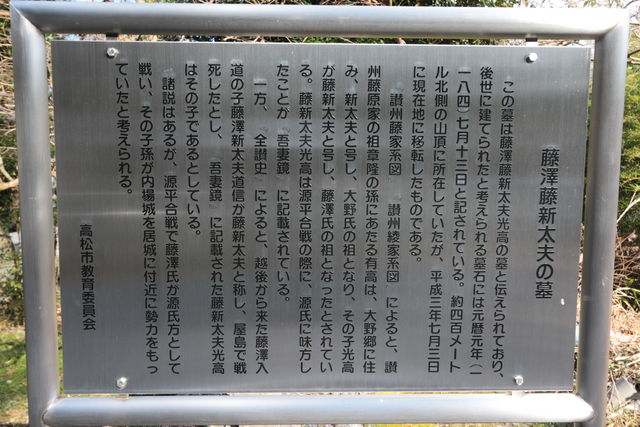 藤澤藤新太夫の墓
この墓は藤澤藤新太夫光高の墓と伝えられており、
後世に建てられたと考えられる墓石には元暦元年(一
一八四)七月十三日と記されている。約四百メート
ル北側の山頂に所在していたが、平成三年七月三日
に現在地に移転したものである。
讃州藤家系図 讃州綾家系図 によると、讃
州藤原家の祖章隆の孫にあたる有高は、大野郷に住
み、新太夫と号し、大野氏の祖となり、その子光高
が藤新太夫と号し、藤澤氏の祖となったとされてい
る。藤新太夫光高は源平合戦の際に、源氏に味方し
たことが 吾妻鏡 に記載されている。
一方、 全讃史 によると、越後から来た藤澤入
道の子藤澤新太夫道信が藤新太夫と称し、屋島で戦
死したとし、 吾妻鏡 に記載された藤新太夫光高
はその子であるとしている。
諸説はあるが、源平合戦で藤澤氏が源氏方として
戦い、その子孫が内場城を居城に付近に勢力をもっ
ていたと考えられる。
高松市教育委員会